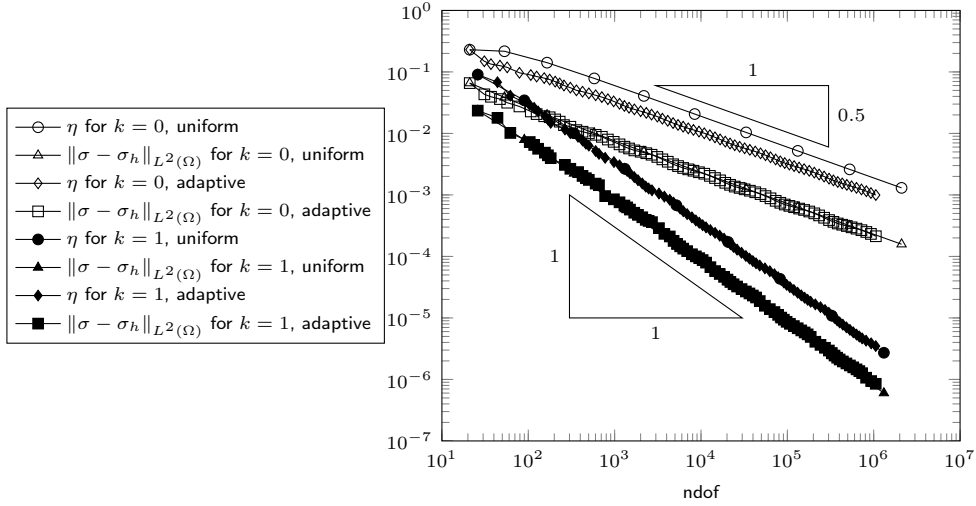 10^0
10^{-1}
10^{-2}
10^{-3}
10^{-4}
10^{-5}
10^{-6}
10^{-7}
10^1
10^2
10^3
10^4
10^5
10^6
10^7
ndof
1
0.5
1
1
η for k = 0, uniform
‖σ − σ_h‖_{L^2(Ω)} for k = 0, uniform
η for k = 0, adaptive
‖σ − σ_h‖_{L^2(Ω)} for k = 0, adaptive
η for k = 1, uniform
‖σ − σ_h‖_{L^2(Ω)} for k = 1, uniform
η for k = 1, adaptive
‖σ − σ_h‖_{L^2(Ω)} for k = 1, adaptive